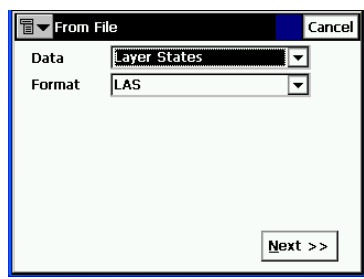 From File Cancel
Data Layer States
Format LAS
Next >>